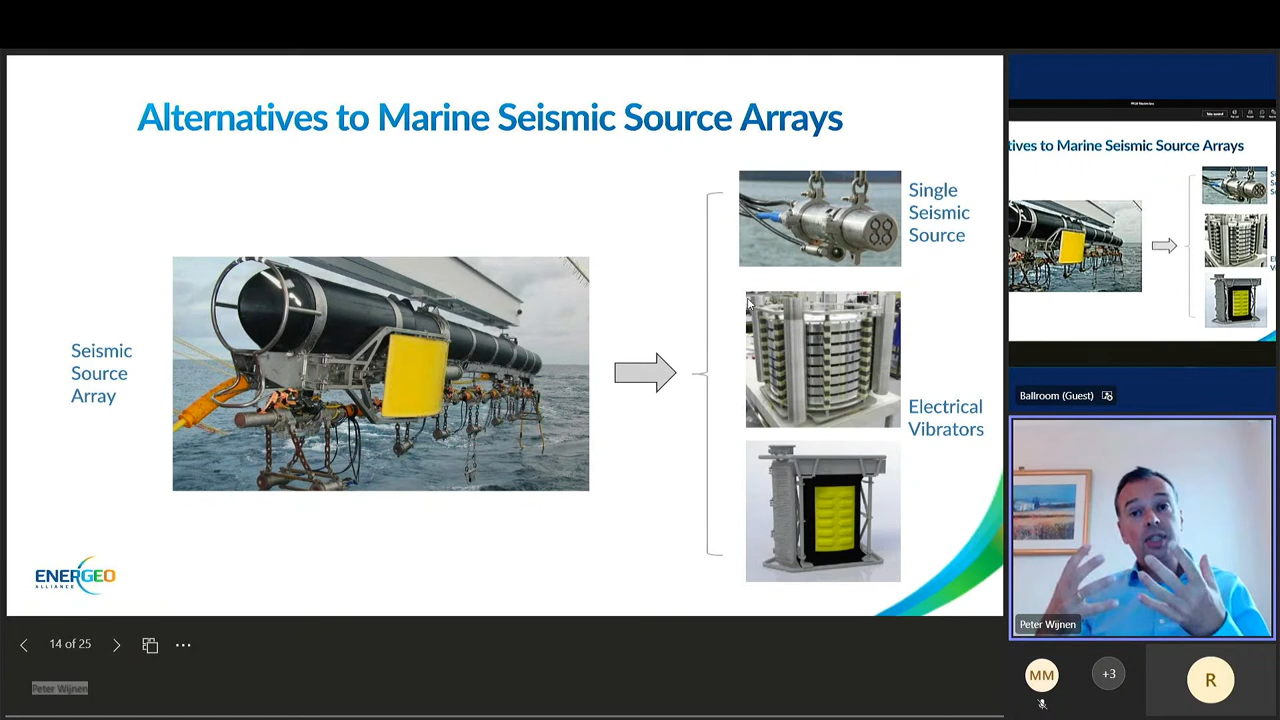 Alternatives to Marine Seismic Source Arrays
Seismic
Source
Array
Single
Seismic
Source
Electrical
Vibrators
ENERGEO
ALLIANCE
14 of 25
Peter Wijnen
tives to Marine Seismic Source Arrays
Ballroom (Guest)
Peter Wijnen
MM
+3
R